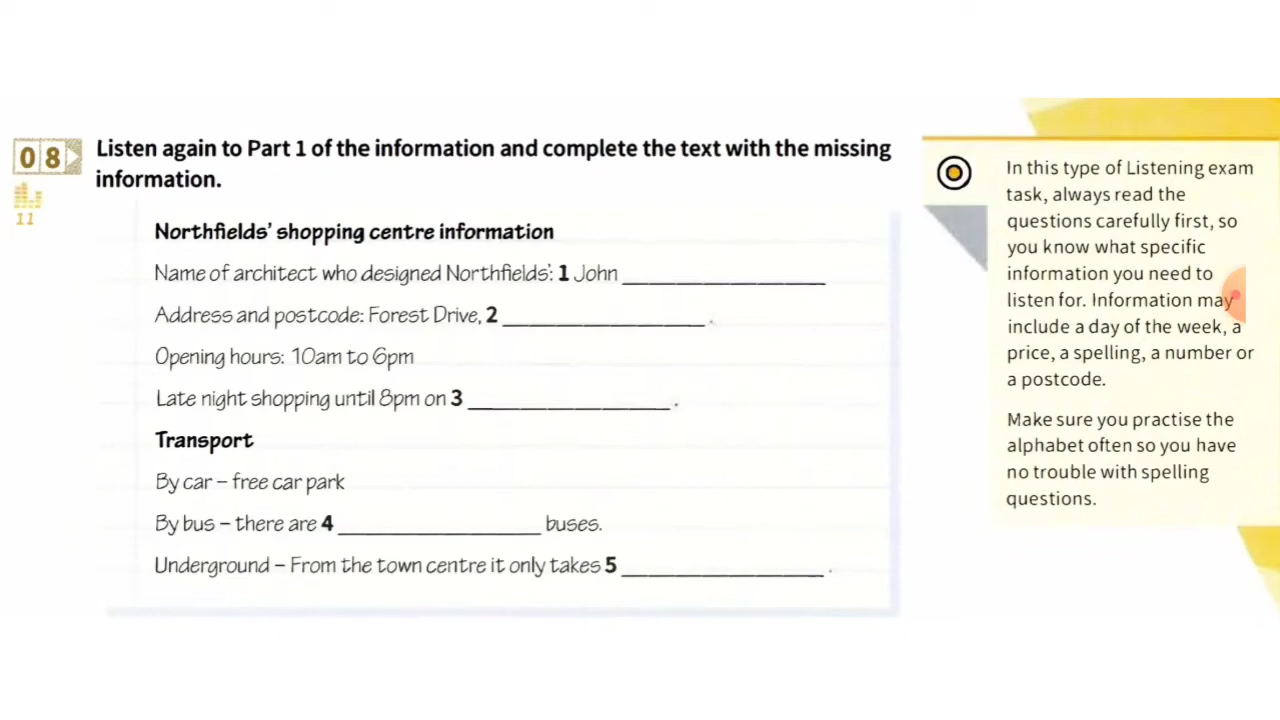 08
11
Listen again to Part 1 of the information and complete the text with the missing
information.
Northfields' shopping centre information
Name of architect who designed Northfields': 1 John ____________
Address and postcode: Forest Drive, 2 ____________ .
Opening hours: 10am to 6pm
Late night shopping until 8pm on 3 ____________ .
Transport
By car – free car park
By bus – there are 4 ____________ buses.
Underground – From the town centre it only takes 5 ____________ .
In this type of Listening exam
task, always read the
questions carefully first, so
you know what specific
information you need to
listen for. Information may
include a day of the week, a
price, a spelling, a number or
a postcode.
Make sure you practise the
alphabet often so you have
no trouble with spelling
questions.